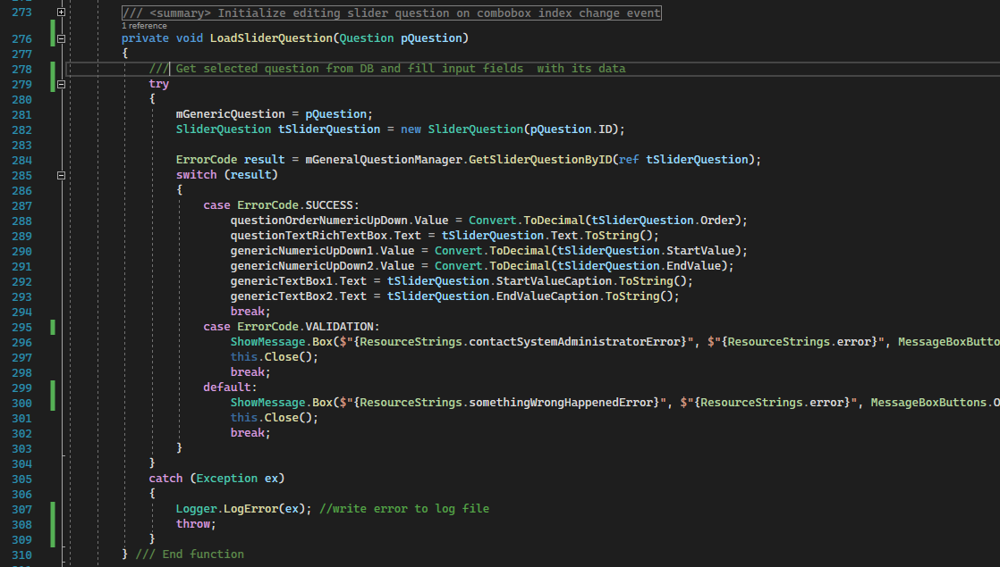 273 /// <summary> Initialize editing slider question on combobox index change event
1 reference
276 private void LoadSliderQuestion(Question pQuestion)
277 {
278 /// Get selected question from DB and fill input fields  with its data
279 try
280 {
281 mGenericQuestion = pQuestion;
282 SliderQuestion tSliderQuestion = new SliderQuestion(pQuestion.ID);
283
284 ErrorCode result = mGeneralQuestionManager.GetSliderQuestionByID(ref tSliderQuestion);
285 switch (result)
286 {
287 case ErrorCode.SUCCESS:
288 questionOrderNumericUpDown.Value = Convert.ToDecimal(tSliderQuestion.Order);
289 questionTextRichTextBox.Text = tSliderQuestion.Text.ToString();
290 genericNumericUpDown1.Value = Convert.ToDecimal(tSliderQuestion.StartValue);
291 genericNumericUpDown2.Value = Convert.ToDecimal(tSliderQuestion.EndValue);
292 genericTextBox1.Text = tSliderQuestion.StartValueCaption.ToString();
293 genericTextBox2.Text = tSliderQuestion.EndValueCaption.ToString();
294 break;
295 case ErrorCode.VALIDATION:
296 ShowMessage.Box($"{ResourceStrings.contactSystemAdministratorError}", $"{ResourceStrings.error}", MessageBoxButto
297 this.Close();
298 break;
299 default:
300 ShowMessage.Box($"{ResourceStrings.somethingWrongHappenedError}", $"{ResourceStrings.error}", MessageBoxButtons.O
301 this.Close();
302 break;
303 }
304 }
305 catch (Exception ex)
306 {
307 Logger.LogError(ex); //write error to log file
308 throw;
309 }
310 } /// End function